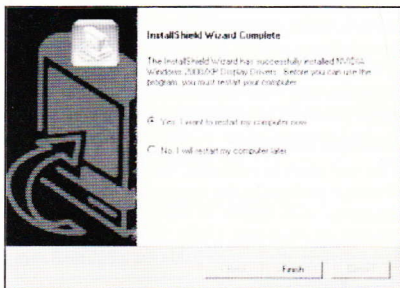 InstallShield Wizard Complete
The InstallShield Wizard has successfully installed NVIDIA
Windows 2000/XP Display Drivers. Before you can use the
program, you must restart your computer.
Yes, I want to restart my computer now.
No, I will restart my computer later.
Finish